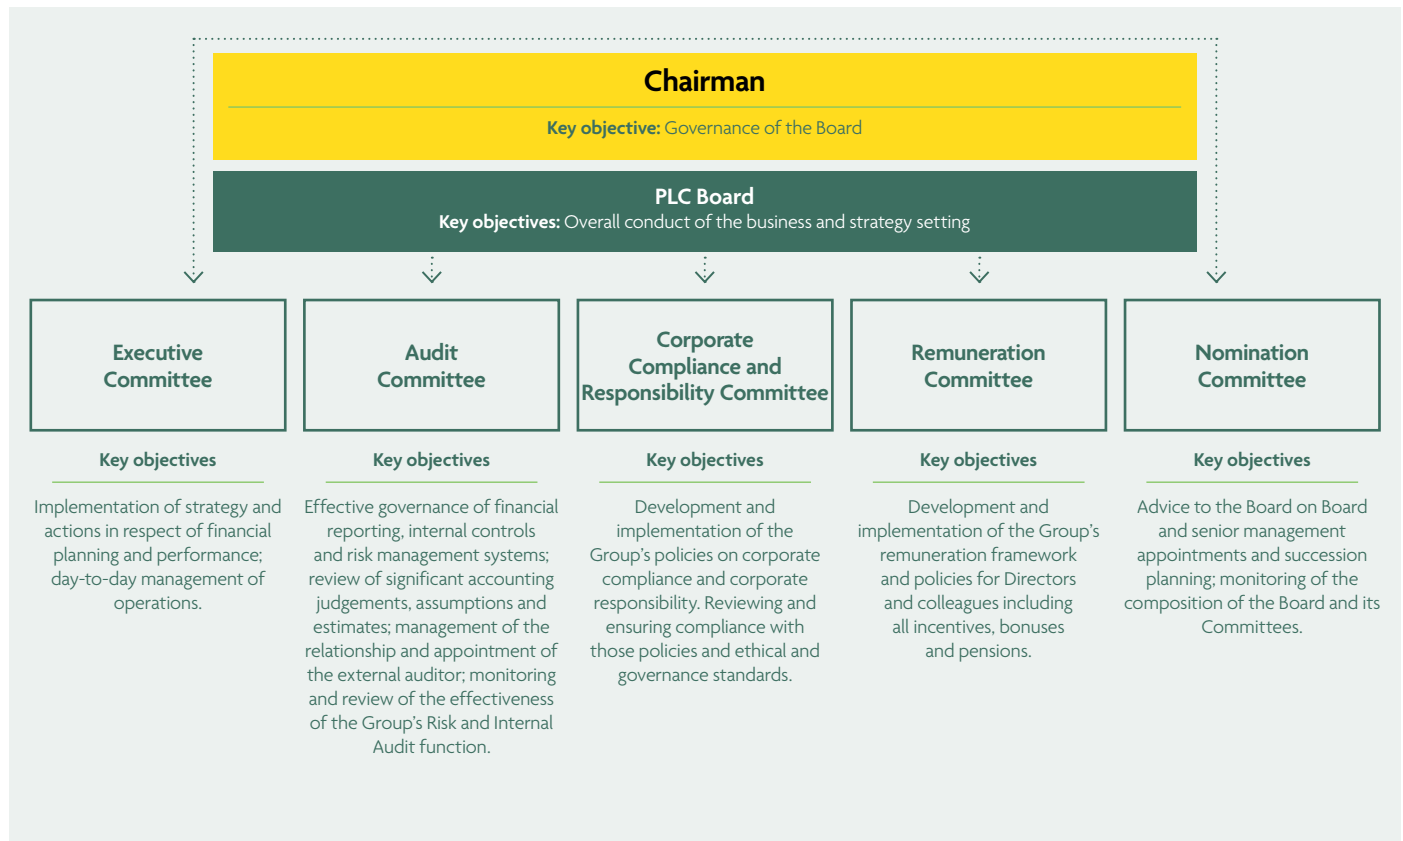 Chairman
Key objective: Governance of the Board
PLC Board
Key objectives: Overall conduct of the business and strategy setting
Executive
Committee
Key objectives
Implementation of strategy and
actions in respect of financial
planning and performance;
day-to-day management of
operations.
Audit
Committee
Key objectives
Effective governance of financial
reporting, internal controls
and risk management systems;
review of significant accounting
judgements, assumptions and
estimates; management of the
relationship and appointment of
the external auditor; monitoring
and review of the effectiveness
of the Group's Risk and Internal
Audit function.
Corporate
Compliance and
Responsibility Committee
Key objectives
Development and
implementation of the
Group's policies on corporate
compliance and corporate
responsibility. Reviewing and
ensuring compliance with
those policies and ethical and
governance standards.
Remuneration
Committee
Key objectives
Development and
implementation of the Group's
remuneration framework
and policies for Directors
and colleagues including
all incentives, bonuses
and pensions.
Nomination
Committee
Key objectives
Advice to the Board on Board
and senior management
appointments and succession
planning; monitoring of the
composition of the Board and its
Committees.